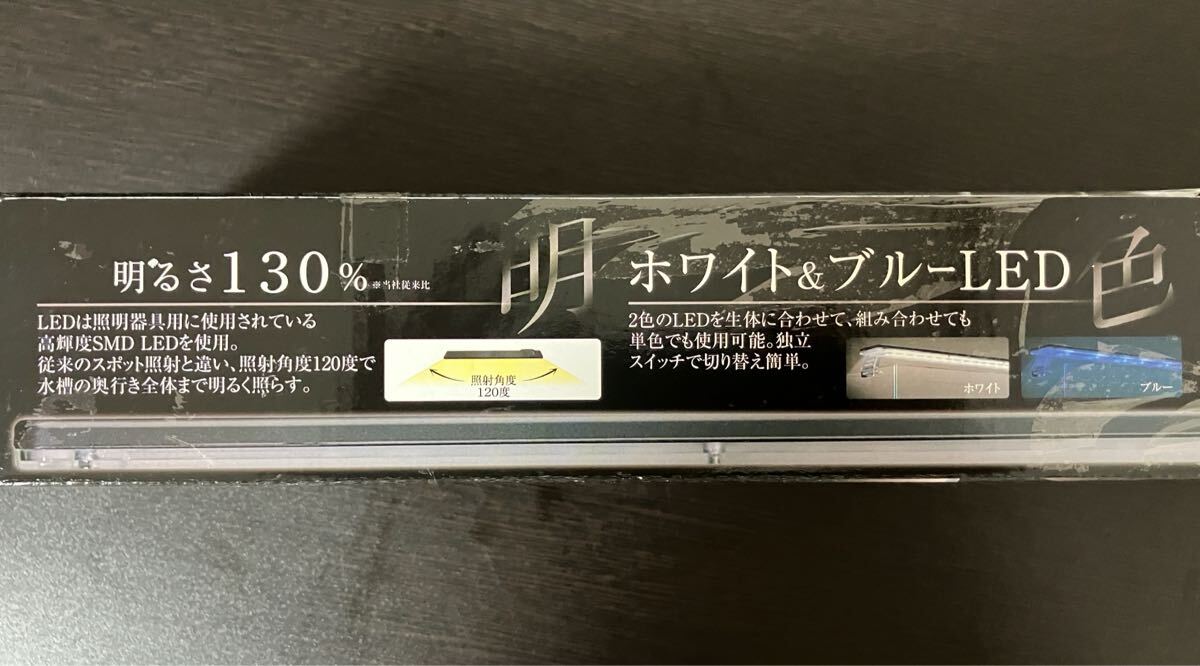 明るさ130%※当社従来比
明
LEDは照明器具用に使用されている
高輝度SMD LEDを使用。
従来のスポット照射と違い、照射角度120度で
水槽の奥行き全体まで明るく照らす。
照射角度
120度
ホワイト&ブルーLED
色
2色のLEDを生体に合わせて、組み合わせても
単色でも使用可能。独立
スイッチで切り替え簡単。
ホワイト
ブルー